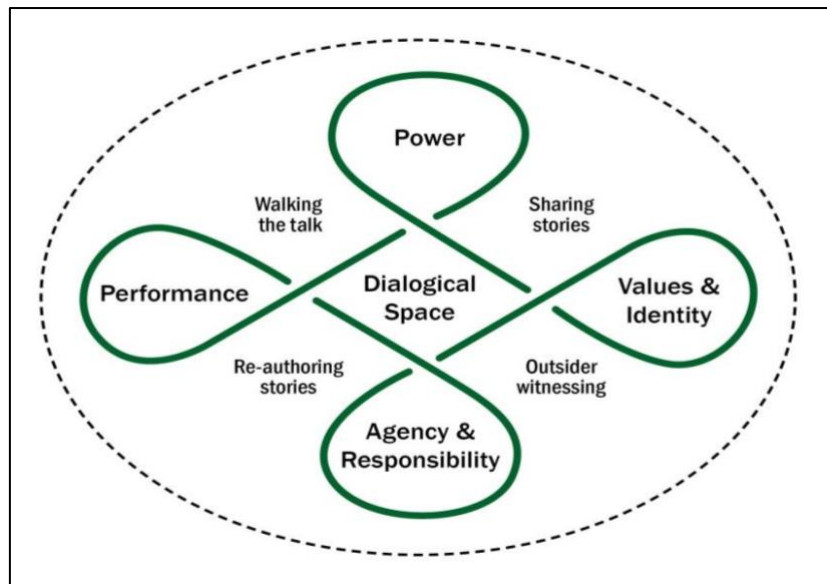 Power
Walking
the talk
Sharing
stories
Performance
Dialogical
Space
Values &
Identity
Re-authoring
stories
Outsider
witnessing
Agency &
Responsibility